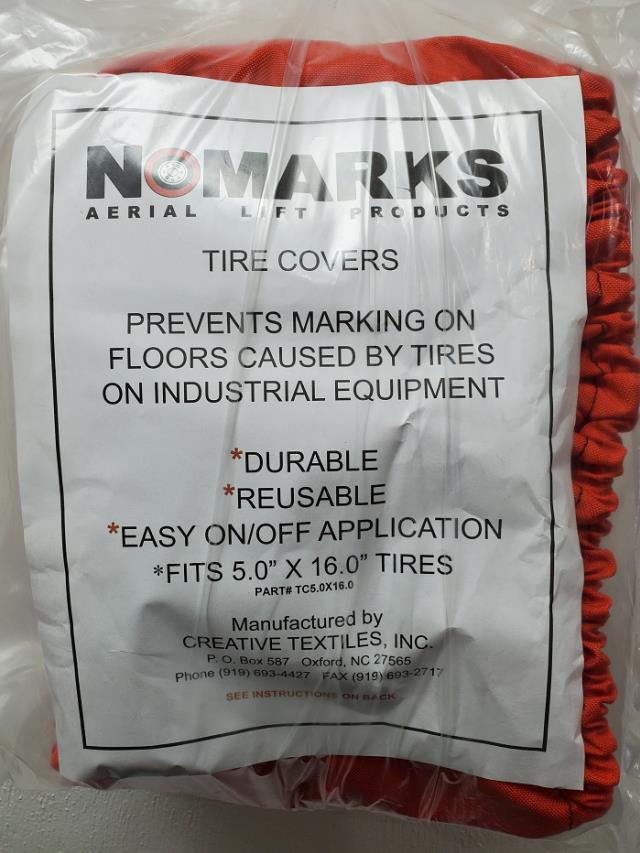 NOMARKS
AERIAL LIFT PRODUCTS
TIRE COVERS
PREVENTS MARKING ON
FLOORS CAUSED BY TIRES
ON INDUSTRIAL EQUIPMENT
*DURABLE
*REUSABLE
*EASY ON/OFF APPLICATION
*FITS 5.0" X 16.0" TIRES
PART# TC5.0X16.0
Manufactured by
CREATIVE TEXTILES, INC.
P. O. Box 587 Oxford, NC 27565
Phone (919) 693-4427 FAX (919) 693-2717
SEE INSTRUCTIONS ON BACK